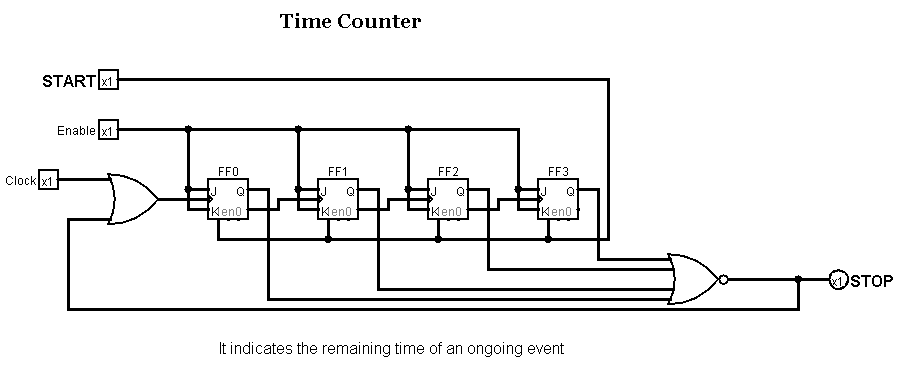 Time Counter
START x1
Enable x1
Clock x1
FF0 FF1 FF2 FF3
J Q J Q J Q J Q
K en0 K en0 K en0 K en0
x1 STOP
It indicates the remaining time of an ongoing event